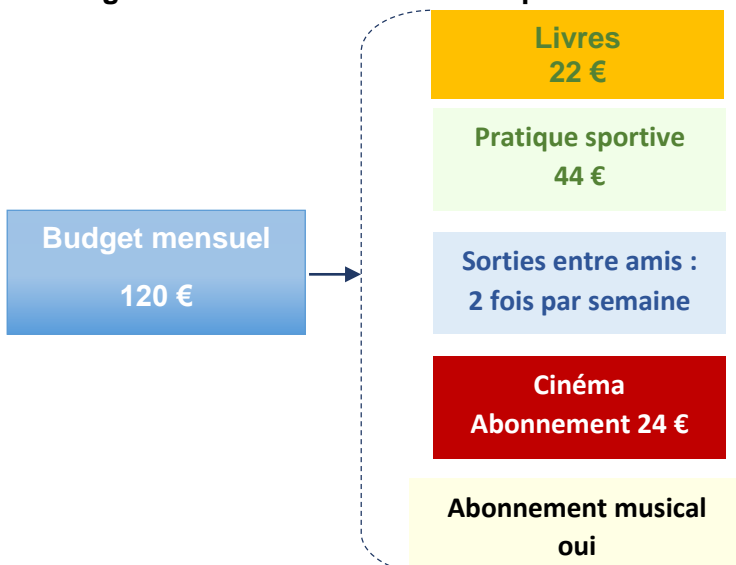 Livres
22 €
Pratique sportive
44 €
Budget mensuel
120 €
Sorties entre amis :
2 fois par semaine
Cinéma
Abonnement 24 €
Abonnement musical
oui